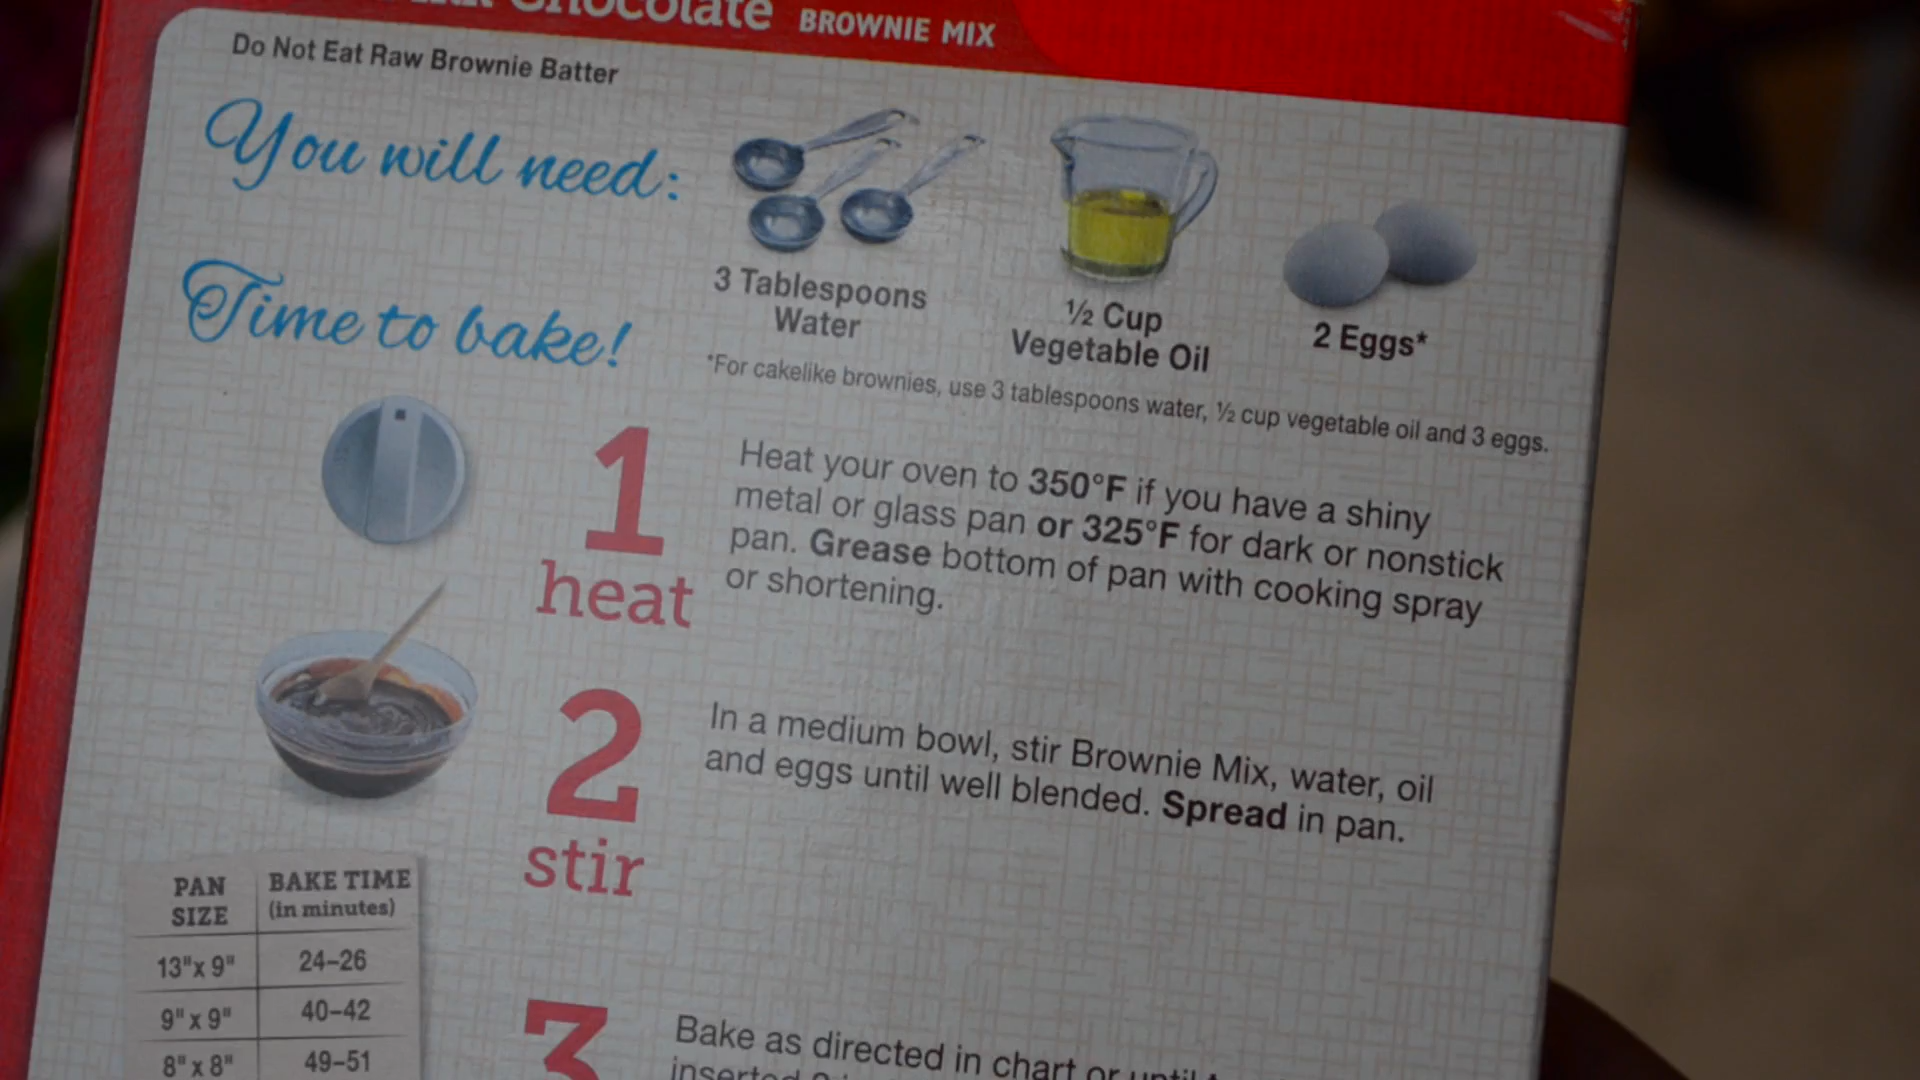 Chocolate BROWNIE MIX
Do Not Eat Raw Brownie Batter
You will need:
3 Tablespoons
Water
½ Cup
Vegetable Oil
2 Eggs*
*For cakelike brownies, use 3 tablespoons water, ½ cup vegetable oil and 3 eggs.
Time to bake!
1
heat
Heat your oven to 350°F if you have a shiny
metal or glass pan or 325°F for dark or nonstick
pan. Grease bottom of pan with cooking spray
or shortening.
2
stir
In a medium bowl, stir Brownie Mix, water, oil
and eggs until well blended. Spread in pan.
PAN SIZE
BAKE TIME
(in minutes)
13"x 9" 24–26
9" x 9" 40–42
8" x 8" 49–51
3
Bake as directed in chart or until
inserted